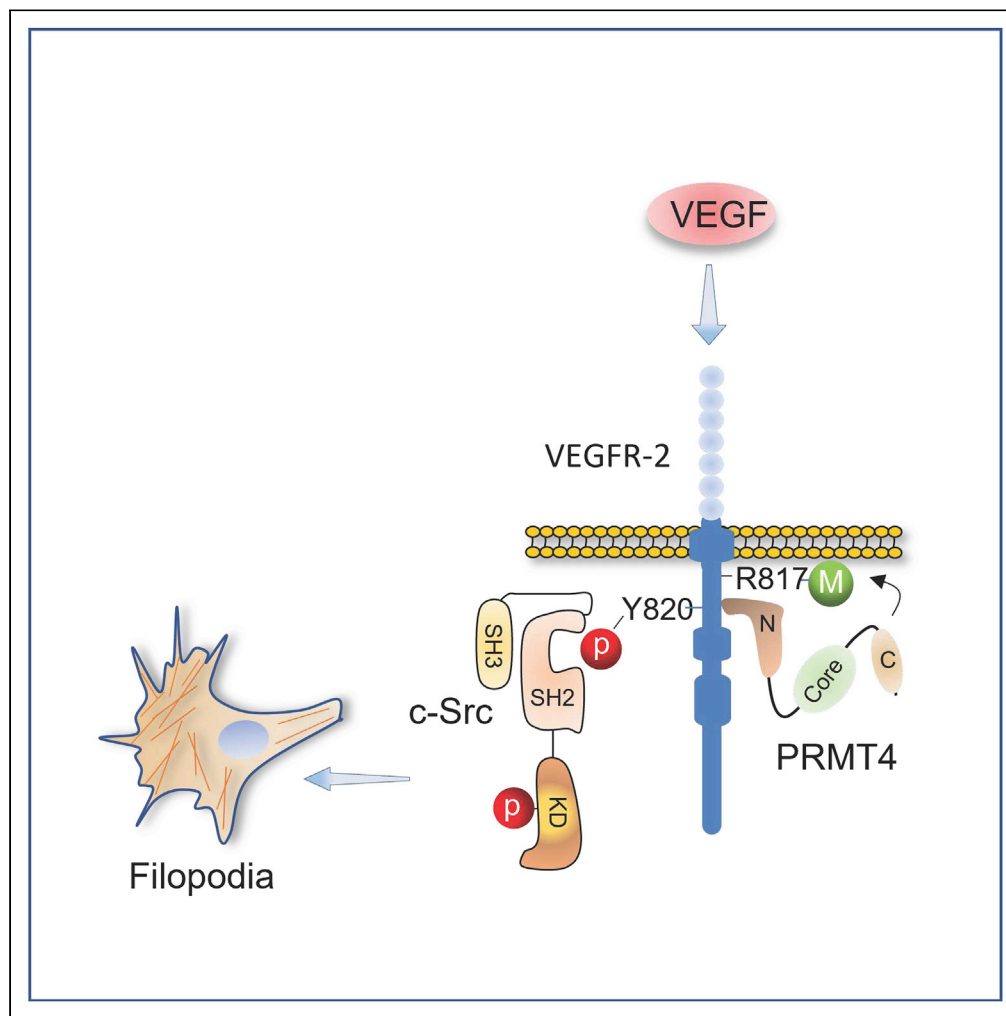 VEGF
VEGFR-2
R817
M
Y820
p
N
Core
C
PRMT4
SH3
SH2
c-Src
p
KD
Filopodia